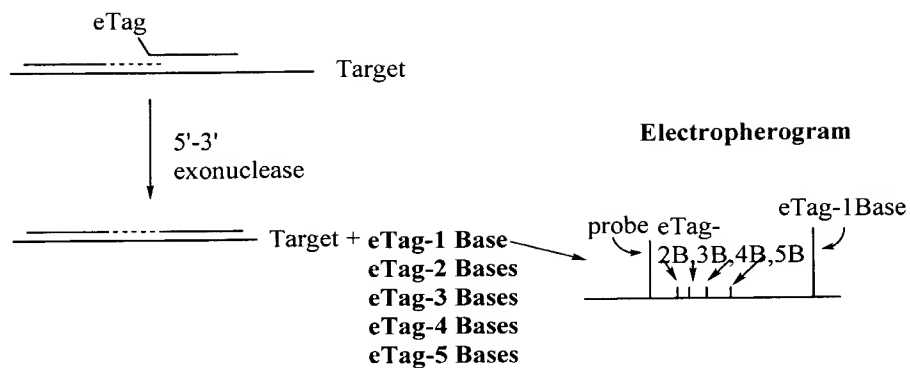 eTag
Target
5'-3'
exonuclease
Electropherogram
Target + eTag-1 Base
eTag-2 Bases
eTag-3 Bases
eTag-4 Bases
eTag-5 Bases
probe eTag-
2B,3B,4B,5B
eTag-1Base